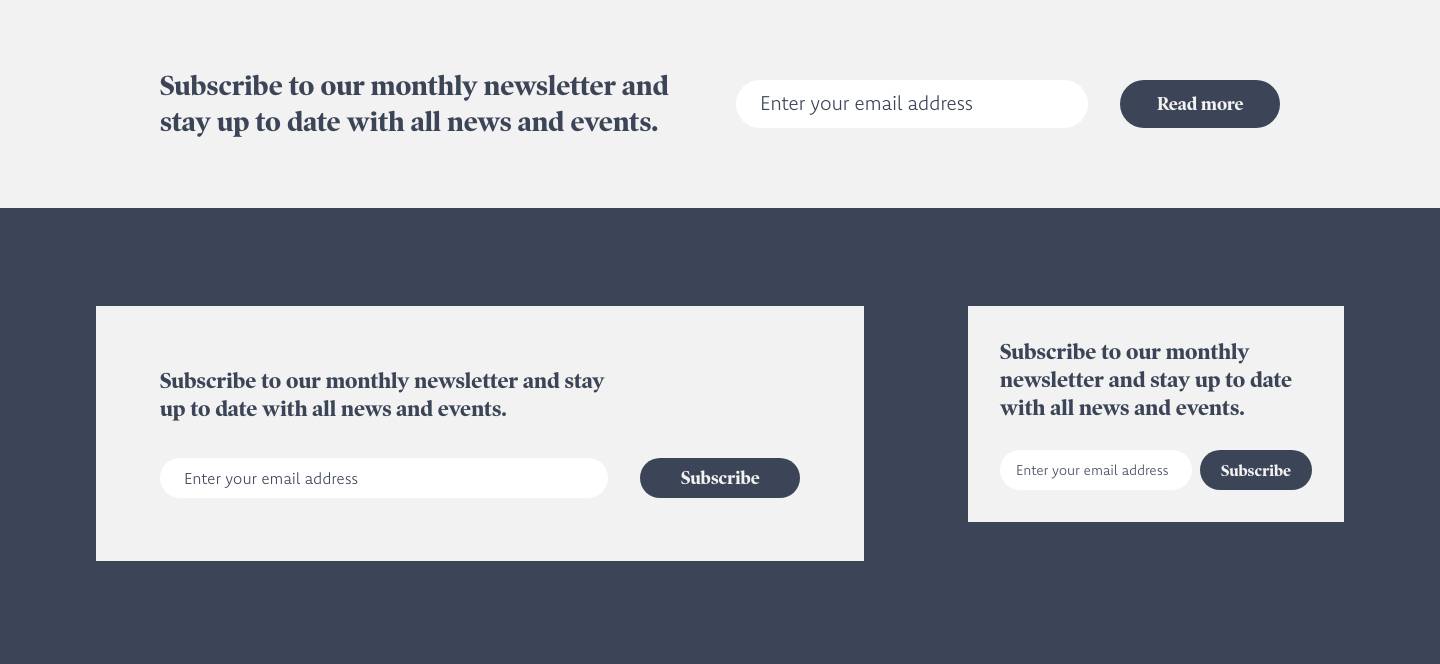 Subscribe to our monthly newsletter and
stay up to date with all news and events.
Enter your email address
Read more
Subscribe to our monthly newsletter and stay
up to date with all news and events.
Enter your email address
Subscribe
Subscribe to our monthly
newsletter and stay up to date
with all news and events.
Enter your email address
Subscribe